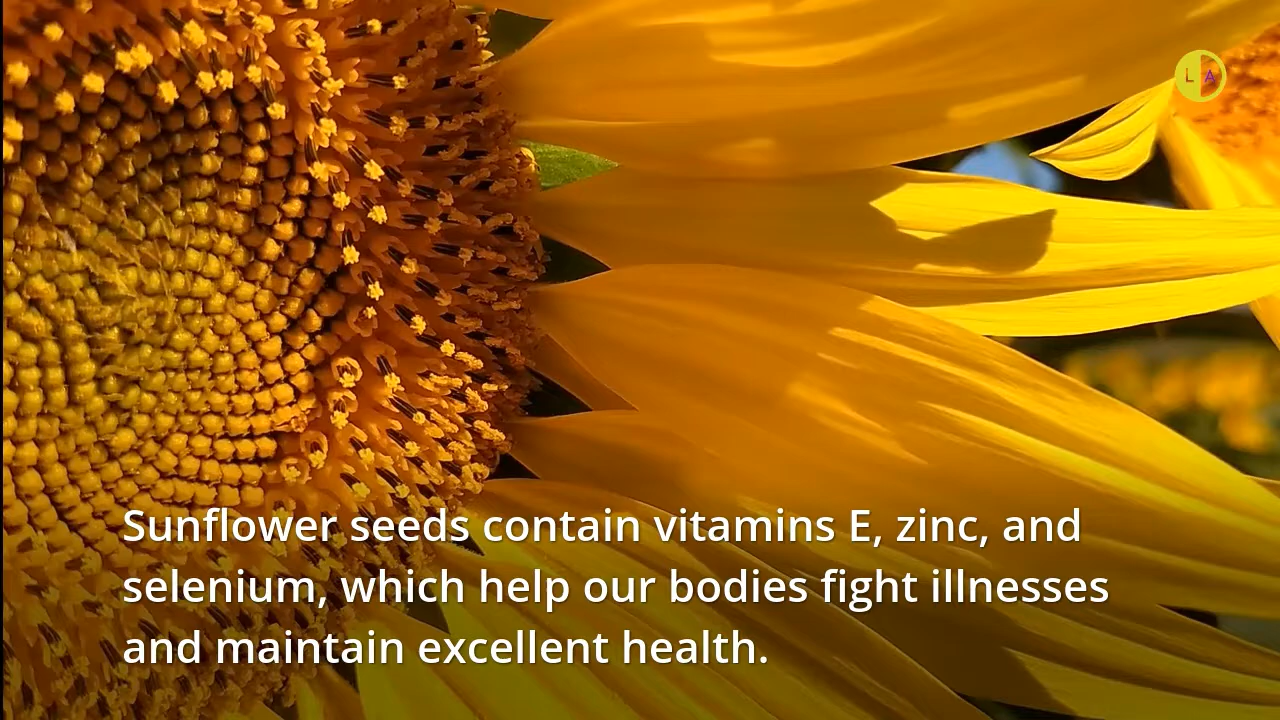 L A
Sunflower seeds contain vitamins E, zinc, and
selenium, which help our bodies fight illnesses
and maintain excellent health.